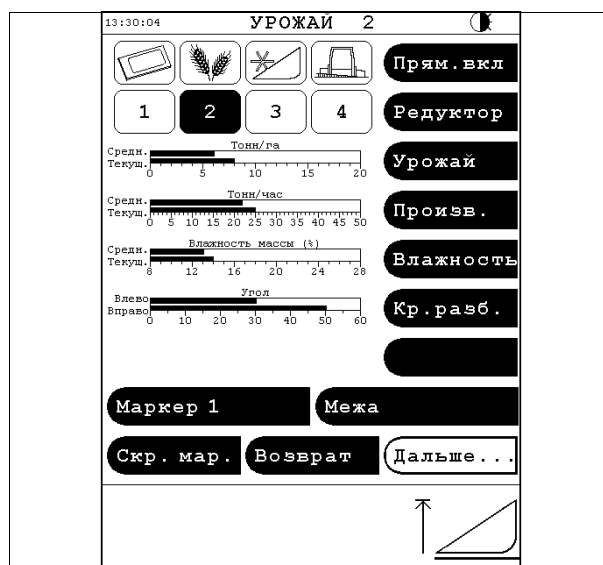 13:30:04 УРОЖАЙ 2
Прям.вкл
1 2 3 4
Редуктор
Тонн/га
Средн.
Текущ.
0 5 10 15 20
Урожай
Тонн/час
Средн.
Текущ.
0 5 10 15 20 25 30 35 40 45 50
Произв.
Влажность массы (%)
Средн.
Текущ.
8 12 16 20 24 28
Влажность
Угол
Влево
Вправо
0 10 20 30 40 50 60
Кр.разб.
Маркер 1 Межа
Скр. мар. Возврат Дальше...